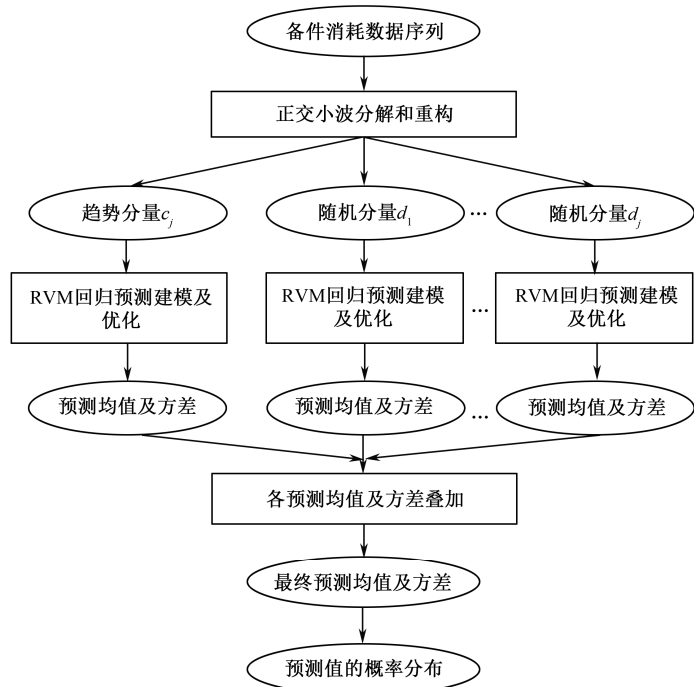 备件消耗数据序列
正交小波分解和重构
趋势分量cj
随机分量d1
...
随机分量dj
RVM回归预测建模及
优化
RVM回归预测建模
及优化
...
RVM回归预测建模
及优化
预测均值及方差
预测均值及方差
...
预测均值及方差
各预测均值及方差叠加
最终预测均值及方差
预测值的概率分布